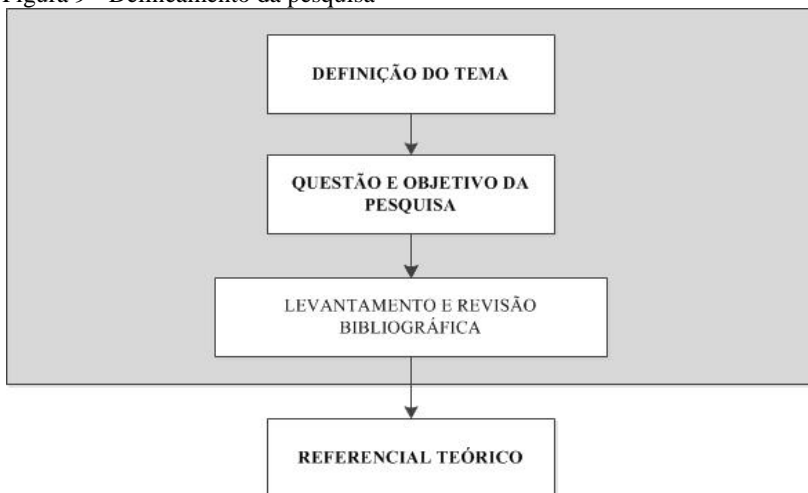 Figura 9 - Delineamento da pesquisa
DEFINIÇÃO DO TEMA
QUESTÃO E OBJETIVO DA
PESQUISA
LEVANTAMENTO E REVISÃO
BIBLIOGRÁFICA
REFERENCIAL TEÓRICO